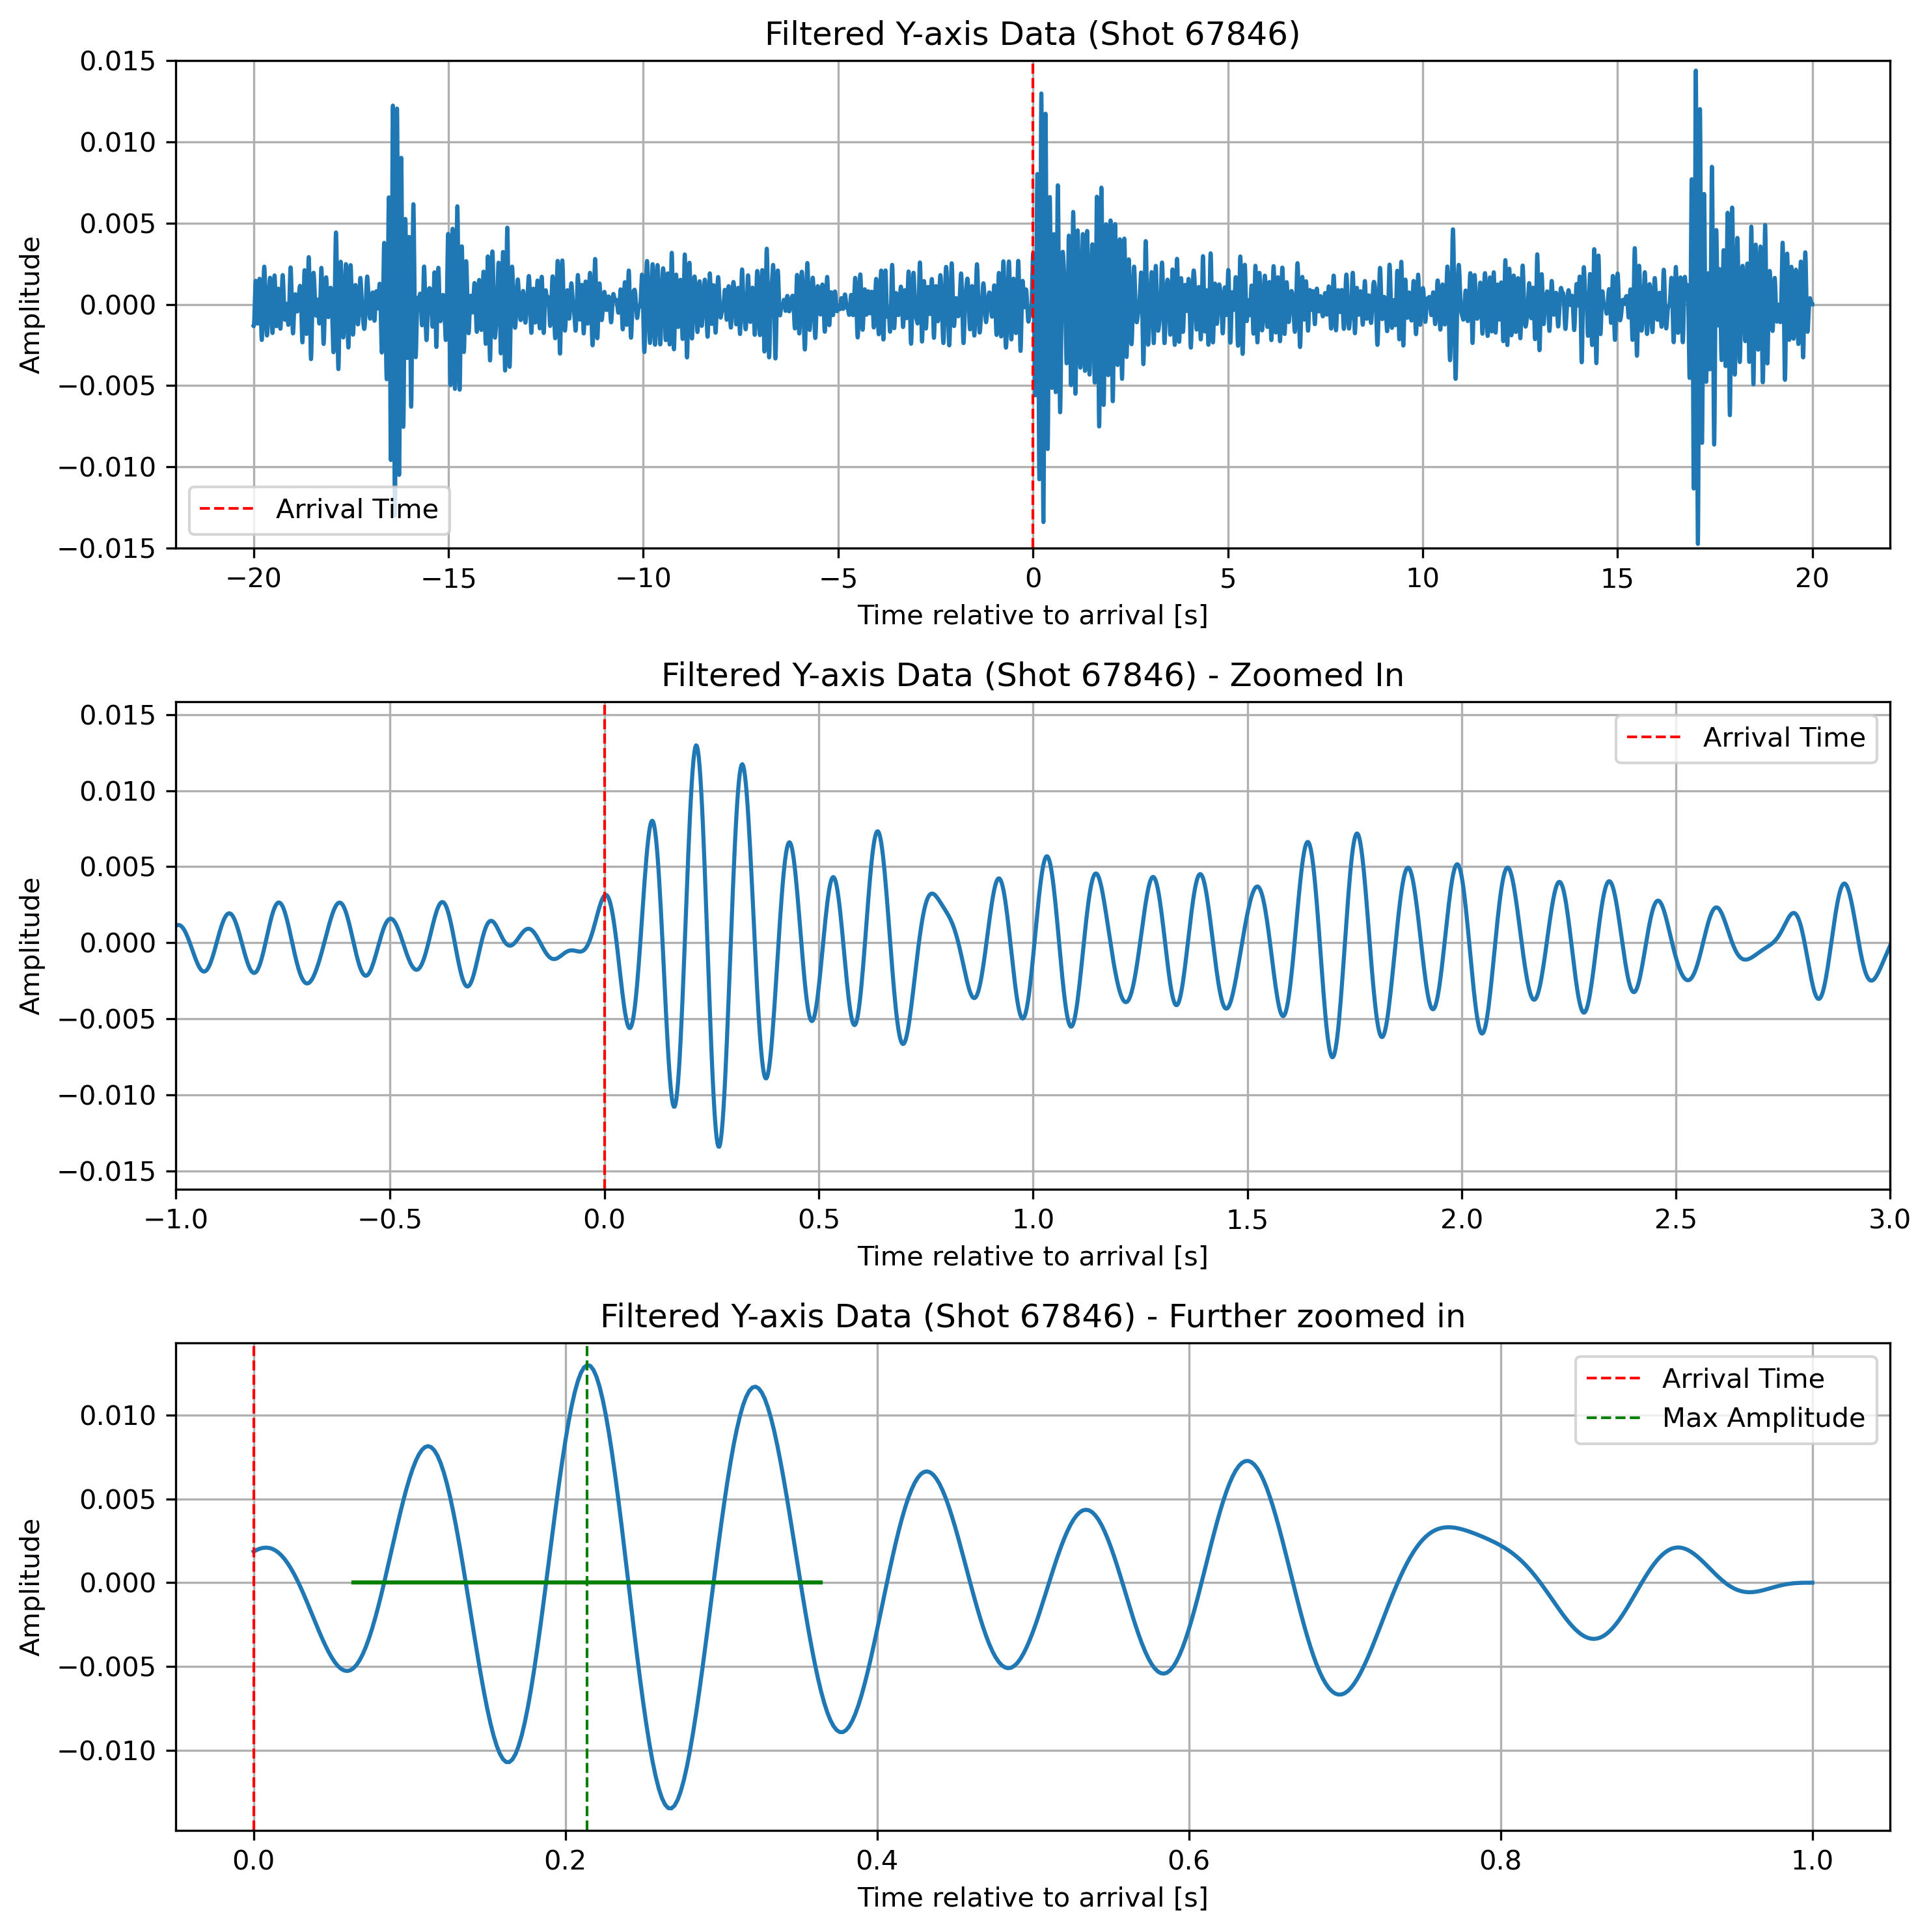 Filtered Y-axis Data (Shot 67846)
0.015
0.010
0.005
0.000
−0.005
−0.010
−0.015
Amplitude
Arrival Time
−20 −15 −10 −5 0 5 10 15 20
Time relative to arrival [s]
Filtered Y-axis Data (Shot 67846) - Zoomed In
0.015
0.010
0.005
0.000
−0.005
−0.010
−0.015
Amplitude
Arrival Time
−1.0 −0.5 0.0 0.5 1.0 1.5 2.0 2.5 3.0
Time relative to arrival [s]
Filtered Y-axis Data (Shot 67846) - Further zoomed in
0.010
0.005
0.000
−0.005
−0.010
Amplitude
Arrival Time
Max Amplitude
0.0 0.2 0.4 0.6 0.8 1.0
Time relative to arrival [s]